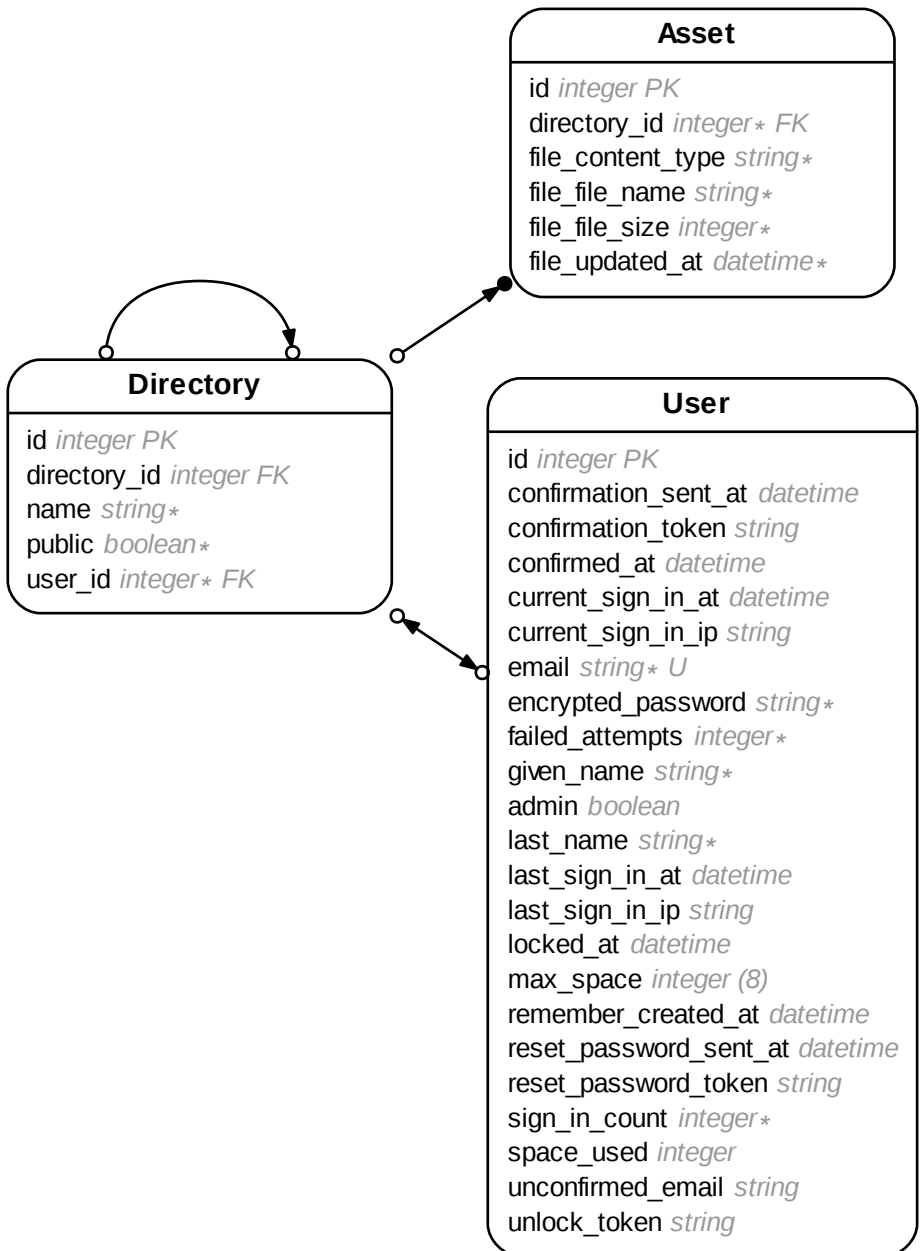 Asset
id integer PK
directory_id integer∗ FK
file_content_type string∗
file_file_name string∗
file_file_size integer∗
file_updated_at datetime∗
Directory
id integer PK
directory_id integer FK
name string∗
public boolean∗
user_id integer∗ FK
User
id integer PK
confirmation_sent_at datetime
confirmation_token string
confirmed_at datetime
current_sign_in_at datetime
current_sign_in_ip string
email string∗ U
encrypted_password string∗
failed_attempts integer∗
given_name string∗
admin boolean
last_name string∗
last_sign_in_at datetime
last_sign_in_ip string
locked_at datetime
max_space integer (8)
remember_created_at datetime
reset_password_sent_at datetime
reset_password_token string
sign_in_count integer∗
space_used integer
unconfirmed_email string
unlock_token string